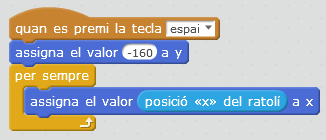 quan es premi la tecla espai
assigna el valor -160 a y
per sempre
assigna el valor posició «x» del ratolí a x